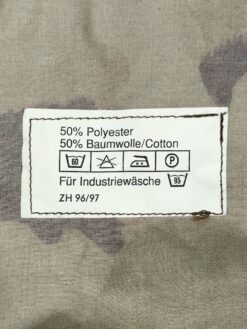 50% Polyester
50% Baumwolle/Cotton
60 P
Für Industriewäsche 95
ZH 96/97